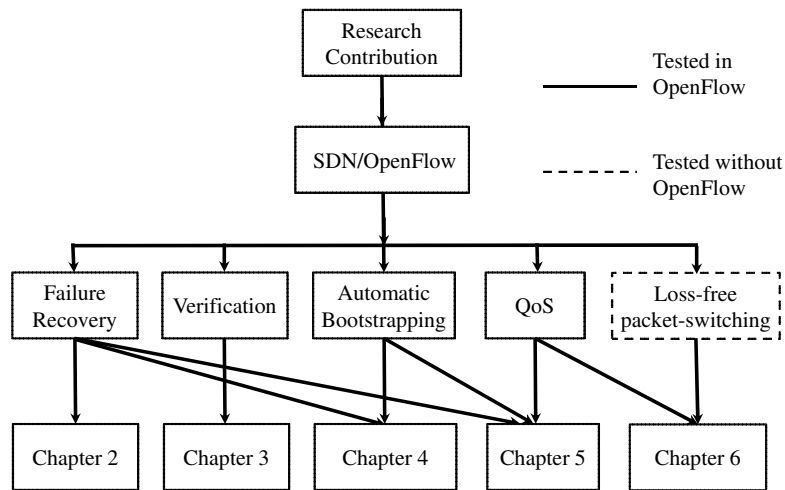 Research
Contribution
Tested in
OpenFlow
SDN/OpenFlow
Tested without
OpenFlow
Failure
Recovery
Verification
Automatic
Bootstrapping
QoS
Loss-free
packet-switching
Chapter 2
Chapter 3
Chapter 4
Chapter 5
Chapter 6